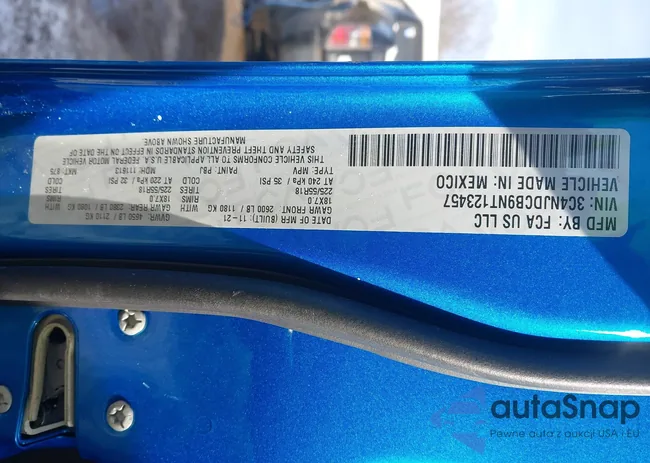 MFD BY: FCA US LLC
VIN: 3C4NJDCB9NT123457
VEHICLE MADE IN: MEXICO
DATE OF MFR (BUILT): 11-21
GVWR: 4650 LB / 2110 KG
GAWR FRONT: 2600 LB / 1180 KG WITH
GAWR REAR: 2380 LB / 1080 KG WITH
18X7.0 RIMS
18X7.0 RIMS
225/55R18 TIRES
225/55R18 TIRES
AT 240 kPa / 35 PSI COLD
AT 220 kPa / 32 PSI COLD
TYPE: MPV PAINT: PBJ
THIS VEHICLE CONFORMS TO ALL APPLICABLE U.S.A. FEDERAL MOTOR VEHICLE
SAFETY AND THEFT PREVENTION STANDARDS IN EFFECT ON THE DATE OF
MANUFACTURE SHOWN ABOVE
autaSnap
Pewne auta z aukcji USA i EU